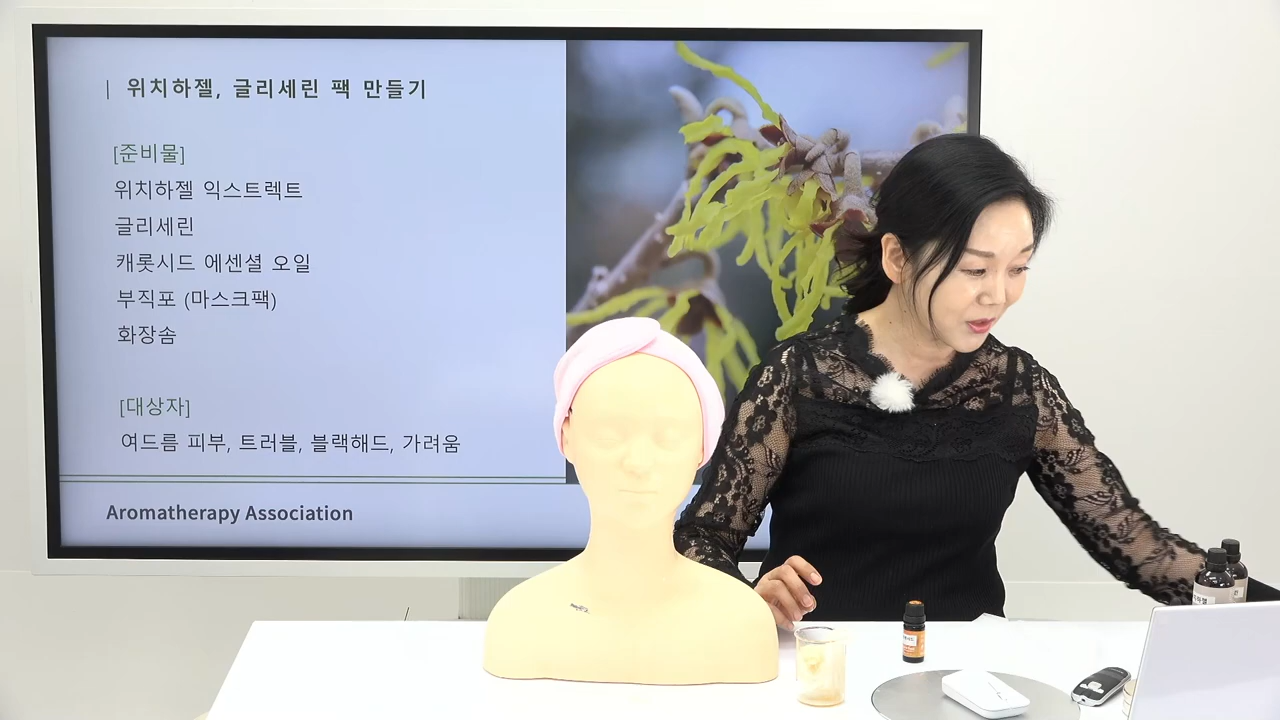 위치하젤, 글리세린 팩 만들기
[준비물]
위치하젤 익스트렉트
글리세린
캐롯시드 에센셜 오일
부직포 (마스크팩)
화장솜
[대상자]
여드름 피부, 트러블, 블랙해드, 가려움
Aromatherapy Association